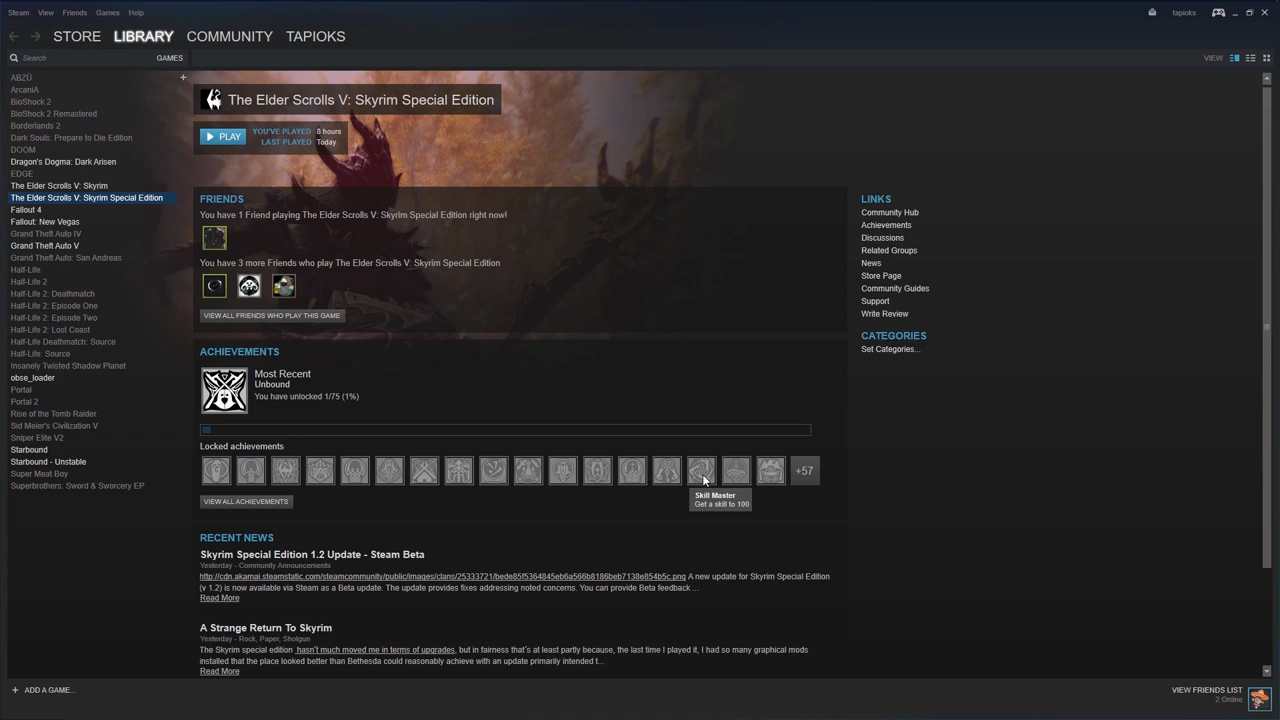 Steam View Friends Games Help
tapioks
STORE LIBRARY COMMUNITY TAPIOKS
Search GAMES
VIEW
ABZÛ +
ArcaniA
BioShock 2
BioShock 2 Remastered
Borderlands 2
Dark Souls: Prepare to Die Edition
DOOM
Dragon's Dogma: Dark Arisen
EDGE
The Elder Scrolls V: Skyrim
The Elder Scrolls V: Skyrim Special Edition
Fallout 4
Fallout: New Vegas
Grand Theft Auto IV
Grand Theft Auto V
Grand Theft Auto: San Andreas
Half-Life
Half-Life 2
Half-Life 2: Deathmatch
Half-Life 2: Episode One
Half-Life 2: Episode Two
Half-Life 2: Lost Coast
Half-Life Deathmatch: Source
Half-Life: Source
Insanely Twisted Shadow Planet
obse_loader
Portal
Portal 2
Rise of the Tomb Raider
Sid Meier's Civilization V
Sniper Elite V2
Starbound
Starbound - Unstable
Super Meat Boy
Superbrothers: Sword & Sworcery EP
The Elder Scrolls V: Skyrim Special Edition
PLAY
YOU'VE PLAYED 8 hours
LAST PLAYED Today
FRIENDS
You have 1 Friend playing The Elder Scrolls V: Skyrim Special Edition right now!
You have 3 more Friends who play The Elder Scrolls V: Skyrim Special Edition
VIEW ALL FRIENDS WHO PLAY THIS GAME
ACHIEVEMENTS
Most Recent
Unbound
You have unlocked 1/75 (1%)
Locked achievements
+57
Skill Master
Get a skill to 100
VIEW ALL ACHIEVEMENTS
RECENT NEWS
Skyrim Special Edition 1.2 Update - Steam Beta
Yesterday - Community Announcements
http://cdn.akamai.steamstatic.com/steamcommunity/public/images/clans/25333721/bede85f5364845eb6a566b8186beb7138e854b5c.png A new update for Skyrim Special Edition
(v 1.2) is now available via Steam as a Beta update. The update provides fixes addressing noted concerns. You can provide Beta feedback ...
Read More
A Strange Return To Skyrim
Yesterday - Rock, Paper, Shotgun
The Skyrim special edition hasn't much moved me in terms of upgrades, but in fairness that's at least partly because, the last time I played it, I had so many graphical mods
installed that the place looked better than Bethesda could reasonably achieve with an update primarily intended t...
Read More
LINKS
Community Hub
Achievements
Discussions
Related Groups
News
Store Page
Community Guides
Support
Write Review
CATEGORIES
Set Categories...
+ ADD A GAME...
VIEW FRIENDS LIST
2 Online